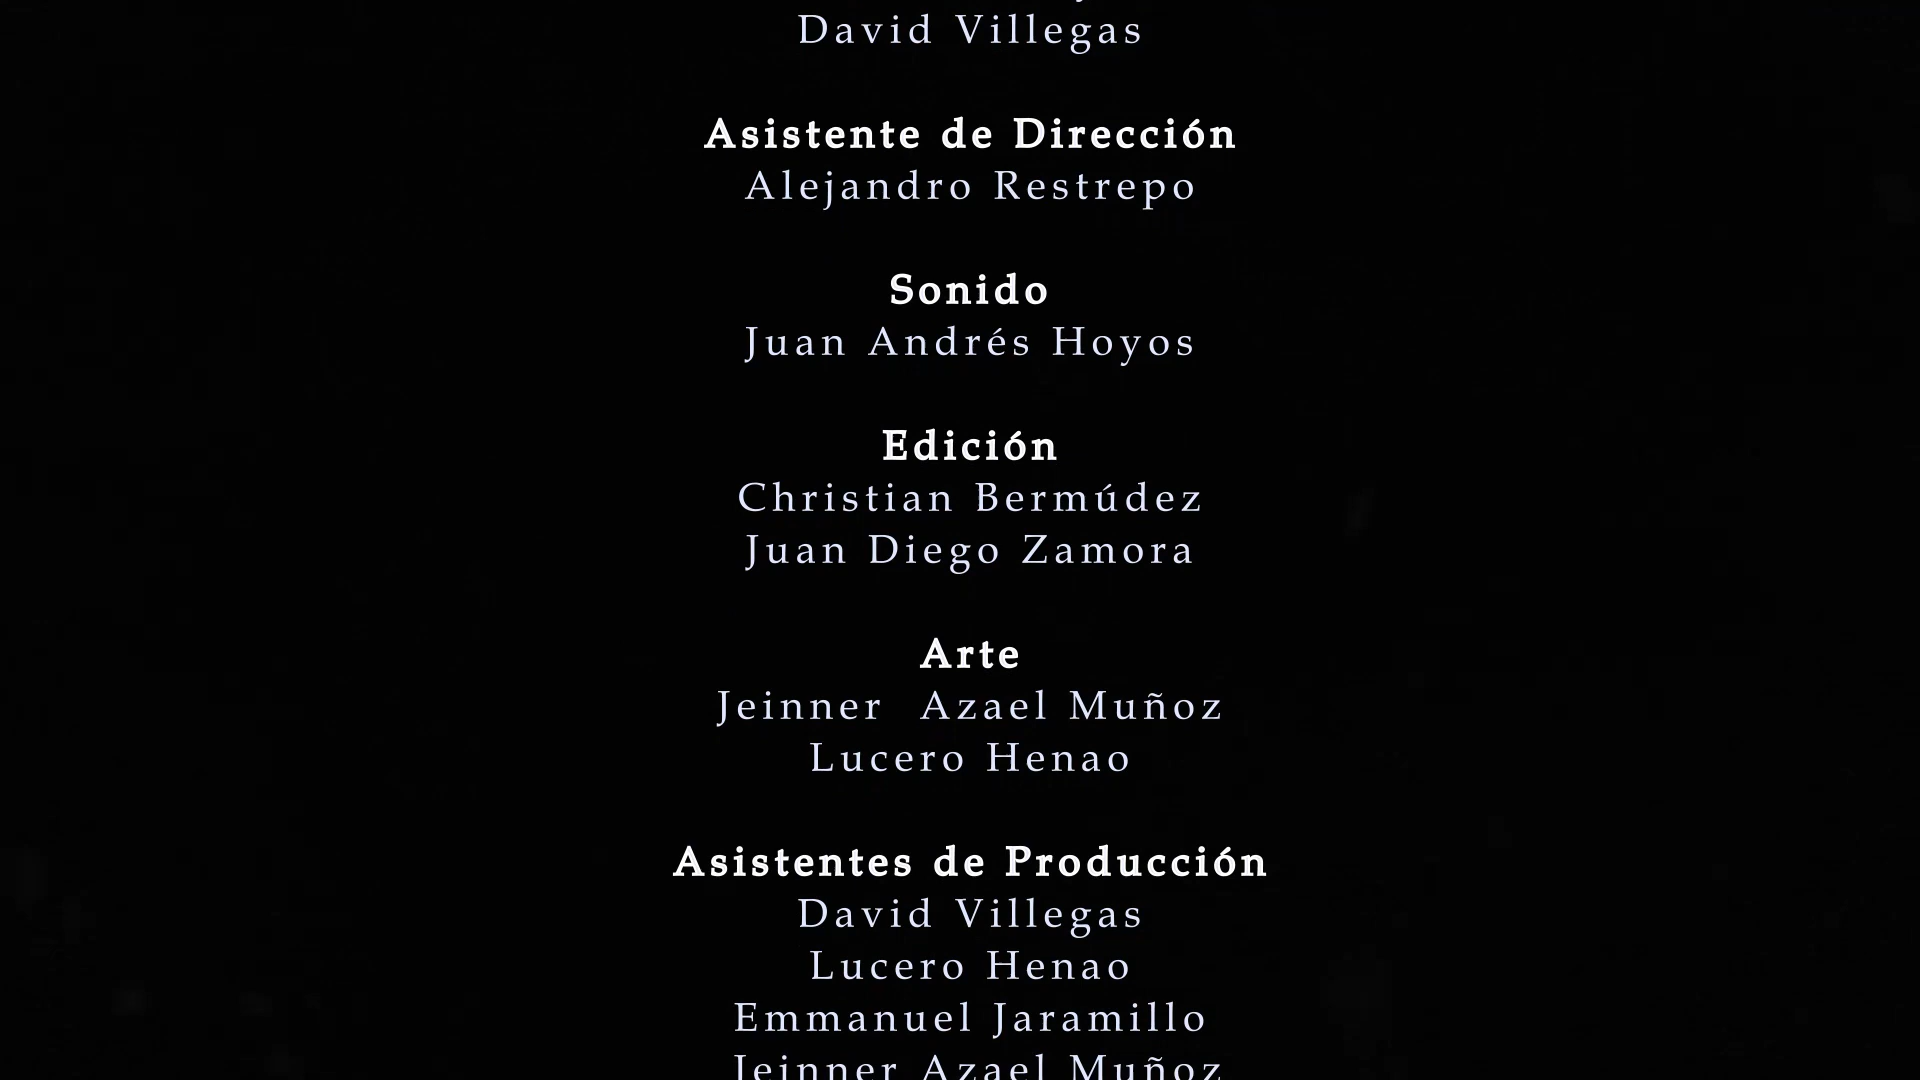 David Villegas
Asistente de Dirección
Alejandro Restrepo
Sonido
Juan Andrés Hoyos
Edición
Christian Bermúdez
Juan Diego Zamora
Arte
Jeinner  Azael Muñoz
Lucero Henao
Asistentes de Producción
David Villegas
Lucero Henao
Emmanuel Jaramillo
Jeinner Azael Muñoz